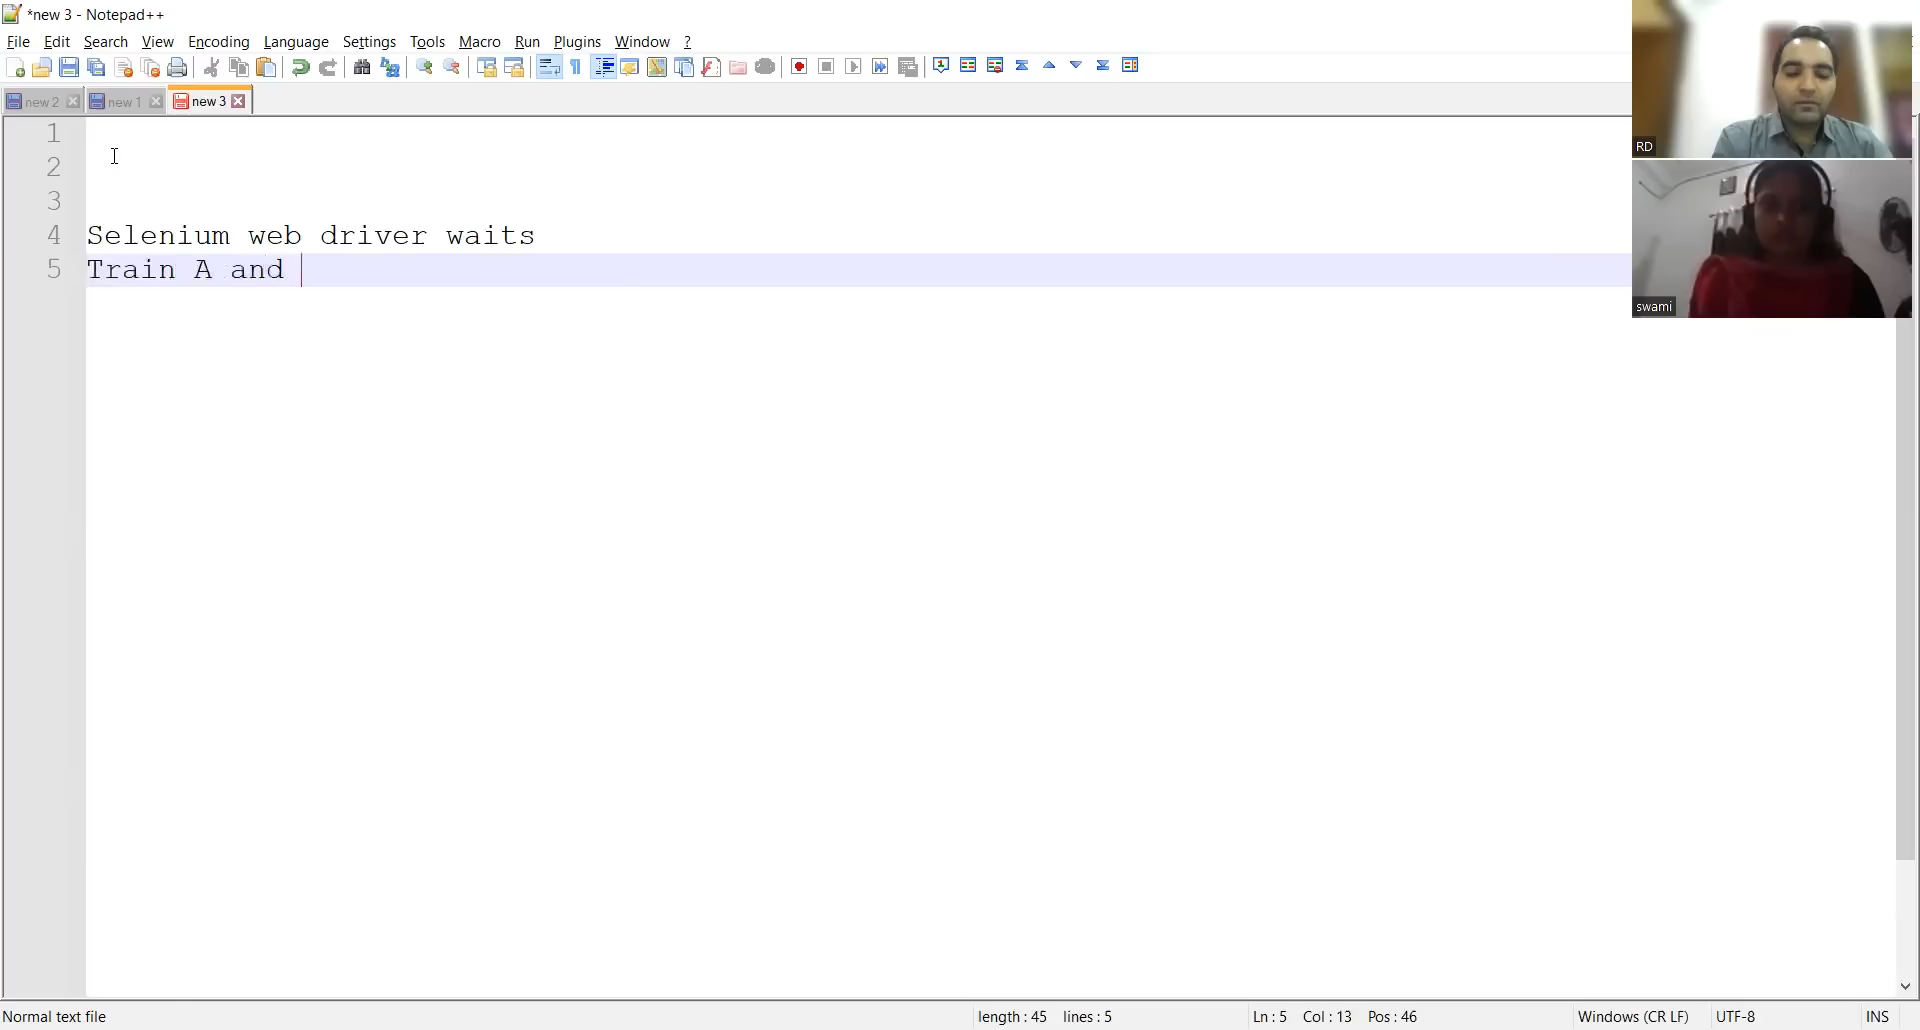 *new 3 - Notepad++
File Edit Search View Encoding Language Settings Tools Macro Run Plugins Window ?
new 2 new 1 new 3
RD
1
2
3
4 Selenium web driver waits
5 Train A and
swami
Normal text file length : 45 lines : 5 Ln : 5 Col : 13 Pos : 46 Windows (CR LF) UTF-8 INS